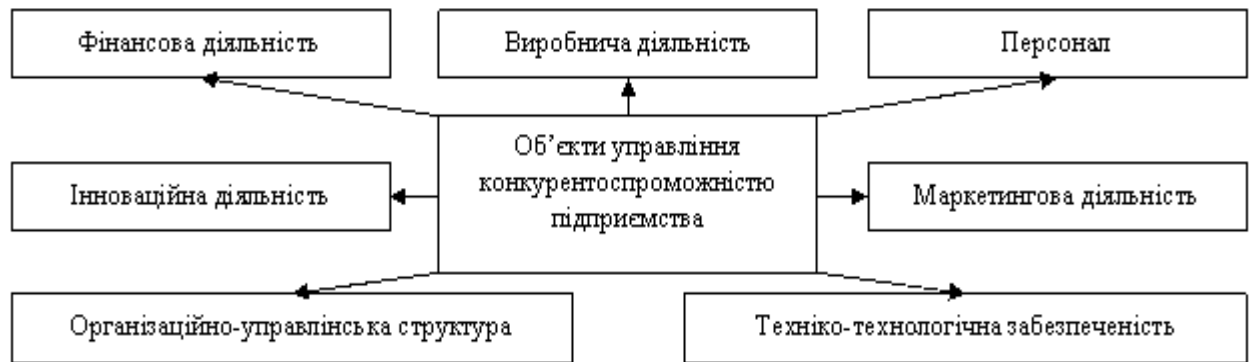 Фінансова діяльність
Виробнича діяльність
Персонал
Об’єкти управління
конкурентоспроможністю
підприємства
Інноваційна діяльність
Маркетингова діяльність
Організаційно-управлінська структура
Техніко-технологічна забезпеченість